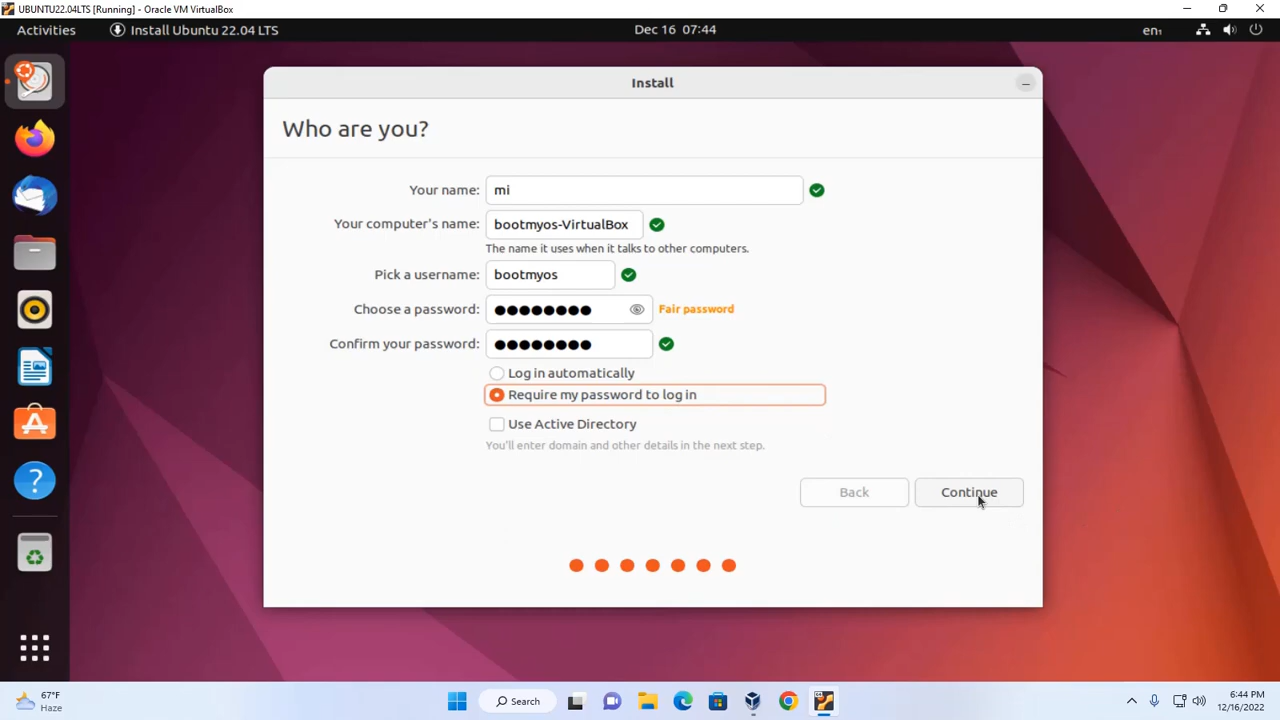 UBUNTU22.04LTS [Running] - Oracle VM VirtualBox
Activities
Install Ubuntu 22.04 LTS
Dec 16 07:44
en₁
Install
Who are you?
Your name: mi
Your computer's name: bootmyos-VirtualBox
The name it uses when it talks to other computers.
Pick a username: bootmyos
Choose a password: ●●●●●●●● Fair password
Confirm your password: ●●●●●●●●
Log in automatically
Require my password to log in
Use Active Directory
You'll enter domain and other details in the next step.
Back
Continue
?
67°F
Haze
Search
6:44 PM
12/16/2022